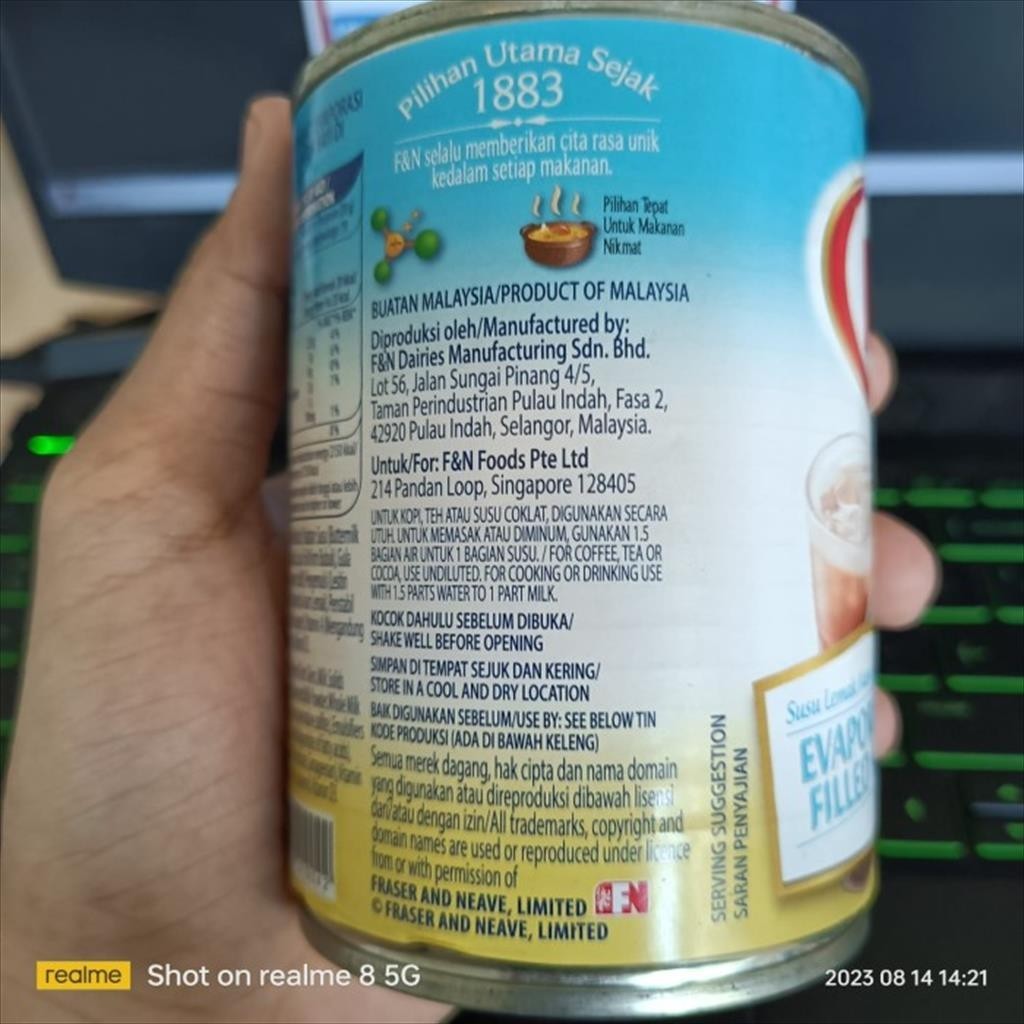 Pilihan Utama Sejak
1883
F&N selalu memberikan cita rasa unik
kedalam setiap makanan.
Pilihan Tepat
Untuk Makanan
Nikmat
BUATAN MALAYSIA/PRODUCT OF MALAYSIA
Diproduksi oleh/Manufactured by:
F&N Dairies Manufacturing Sdn. Bhd.
Lot 56, Jalan Sungai Pinang 4/5,
Taman Perindustrian Pulau Indah, Fasa 2,
42920 Pulau Indah, Selangor, Malaysia.
Untuk/For: F&N Foods Pte Ltd
214 Pandan Loop, Singapore 128405
UNTUK KOPI, TEH ATAU SUSU COKLAT, DIGUNAKAN SECARA
UTUH. UNTUK MEMASAK ATAU DIMINUM, GUNAKAN 1.5
BAGIAN AIR UNTUK 1 BAGIAN SUSU. / FOR COFFEE, TEA OR
COCOA, USE UNDILUTED. FOR COOKING OR DRINKING USE
WITH 1.5 PARTS WATER TO 1 PART MILK.
KOCOK DAHULU SEBELUM DIBUKA/
SHAKE WELL BEFORE OPENING
SIMPAN DI TEMPAT SEJUK DAN KERING/
STORE IN A COOL AND DRY LOCATION
BAIK DIGUNAKAN SEBELUM/USE BY: SEE BELOW TIN
KODE PRODUKSI (ADA DI BAWAH KELENG)
Semua merek dagang, hak cipta dan nama domain
yang digunakan atau direproduksi dibawah lisensi
dari/atau dengan izin/All trademarks, copyright and
domain names are used or reproduced under licence
from or with permission of
FRASER AND NEAVE, LIMITED F&N
© FRASER AND NEAVE, LIMITED
SERVING SUGGESTION
SARAN PENYAJIAN
Susu Lemak
EVAPO
FILLE
realme Shot on realme 8 5G
2023 08 14 14:21